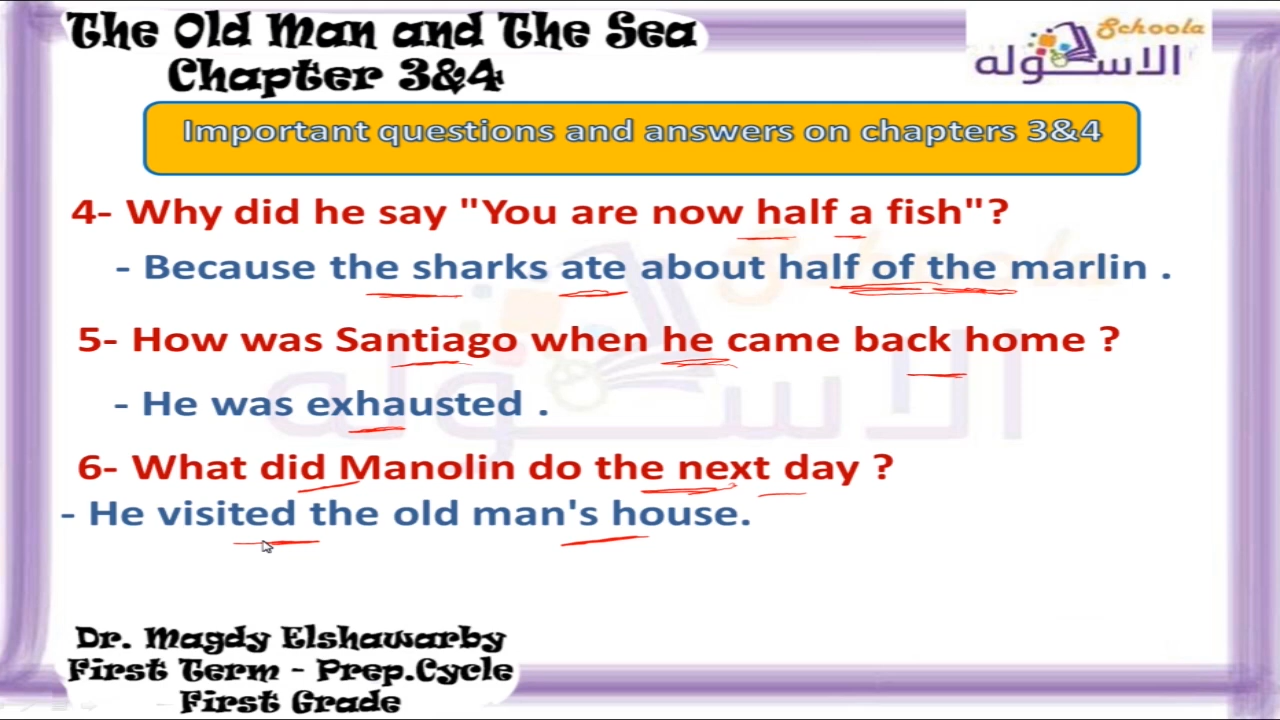 The Old Man and The Sea
Chapter 3&4
Schoola
الاسكوله
Important questions and answers on chapters 3&4
4- Why did he say "You are now half a fish"?
- Because the sharks ate about half of the marlin .
5- How was Santiago when he came back home ?
- He was exhausted .
6- What did Manolin do the next day ?
- He visited the old man's house.
Dr. Magdy Elshawarby
First Term - Prep.Cycle
First Grade